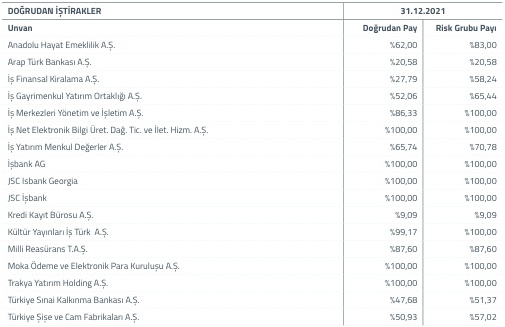 DOĞRUDAN İŞTİRAKLER 31.12.2021
Unvan Doğrudan Pay Risk Grubu Payı
Anadolu Hayat Emeklilik A.Ş. %62,00 %83,00
Arap Türk Bankası A.Ş. %20,58 %20,58
İş Finansal Kiralama A.Ş. %27,79 %58,24
İş Gayrimenkul Yatırım Ortaklığı A.Ş. %52,06 %65,44
İş Merkezleri Yönetim ve İşletim A.Ş. %86,33 %100,00
İş Net Elektronik Bilgi Üret. Dağ. Tic. ve İlet. Hizm. A.Ş. %100,00 %100,00
İş Yatırım Menkul Değerler A.Ş. %65,74 %70,78
İşbank AG %100,00 %100,00
JSC Isbank Georgia %100,00 %100,00
JSC İşbank %100,00 %100,00
Kredi Kayıt Bürosu A.Ş. %9,09 %9,09
Kültür Yayınları İş Türk A.Ş. %99,17 %100,00
Milli Reasürans T.A.Ş. %87,60 %87,60
Moka Ödeme ve Elektronik Para Kuruluşu A.Ş. %100,00 %100,00
Trakya Yatırım Holding A.Ş. %100,00 %100,00
Türkiye Sınai Kalkınma Bankası A.Ş. %47,68 %51,37
Türkiye Şişe ve Cam Fabrikaları A.Ş. %50,93 %57,02